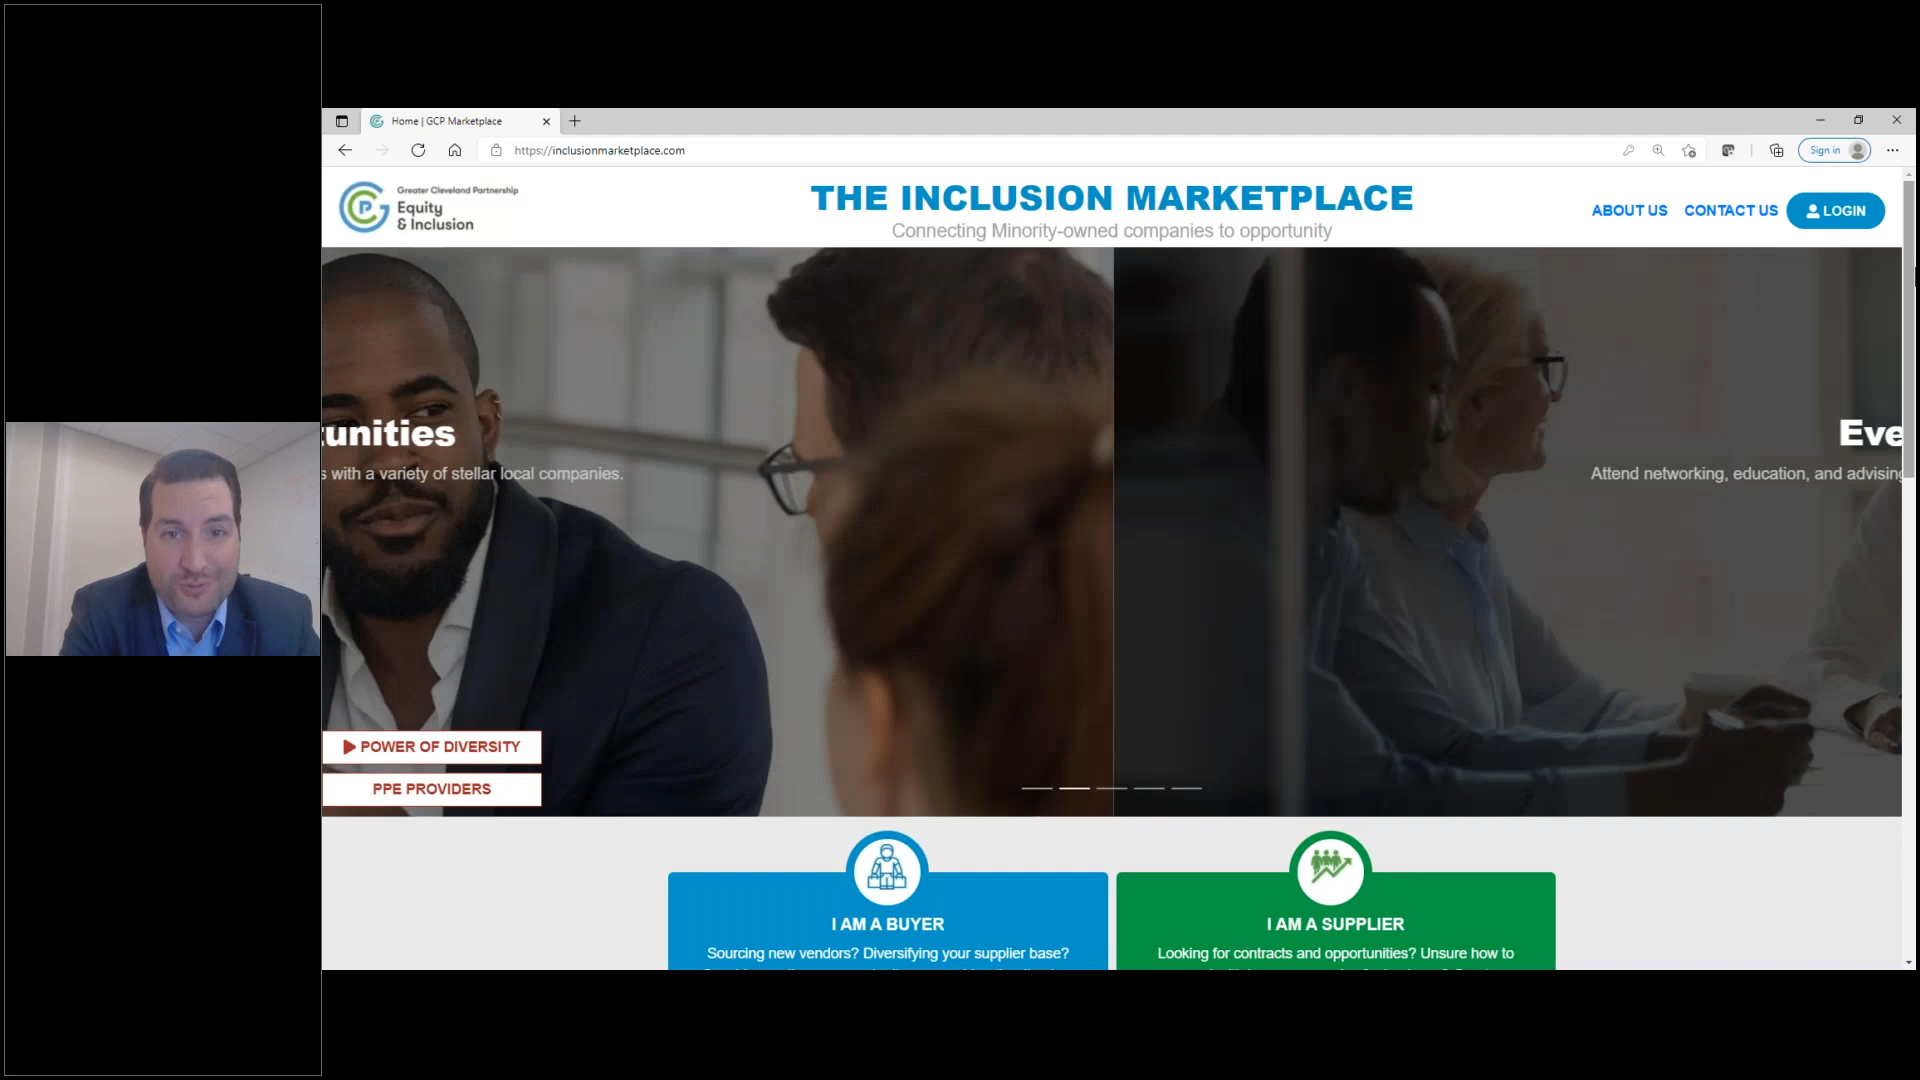 Home | GCP Marketplace
https://inclusionmarketplace.com
Sign in
Greater Cleveland Partnership
Equity
& Inclusion
THE INCLUSION MARKETPLACE
Connecting Minority-owned companies to opportunity
ABOUT US
CONTACT US
LOGIN
tunities
s with a variety of stellar local companies.
Eve
Attend networking, education, and advising
POWER OF DIVERSITY
PPE PROVIDERS
I AM A BUYER
Sourcing new vendors? Diversifying your supplier base?
I AM A SUPPLIER
Looking for contracts and opportunities? Unsure how to